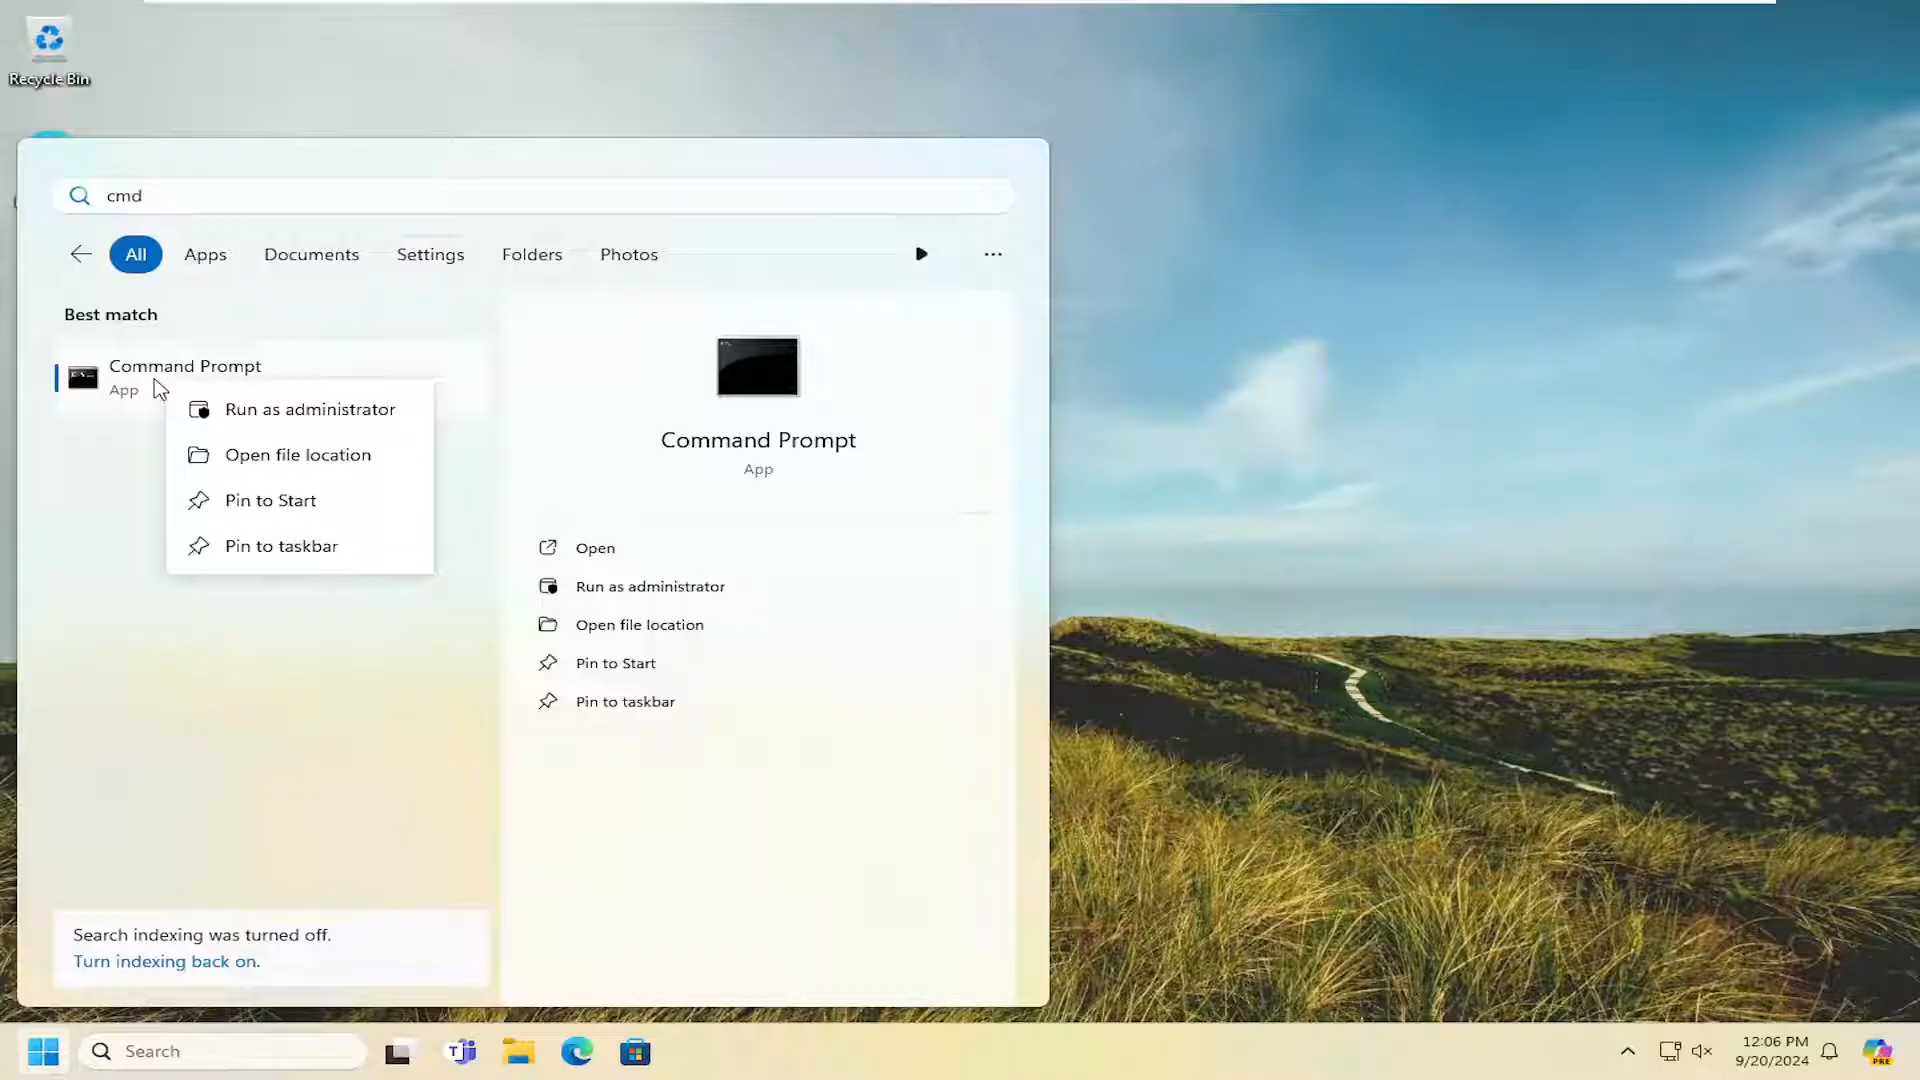 Recycle Bin
cmd
All
Apps
Documents
Settings
Folders
Photos
Best match
Command Prompt
App
Run as administrator
Open file location
Pin to Start
Pin to taskbar
Command Prompt
App
Open
Run as administrator
Open file location
Pin to Start
Pin to taskbar
Search indexing was turned off.
Turn indexing back on.
Search
12:06 PM
9/20/2024
PRE